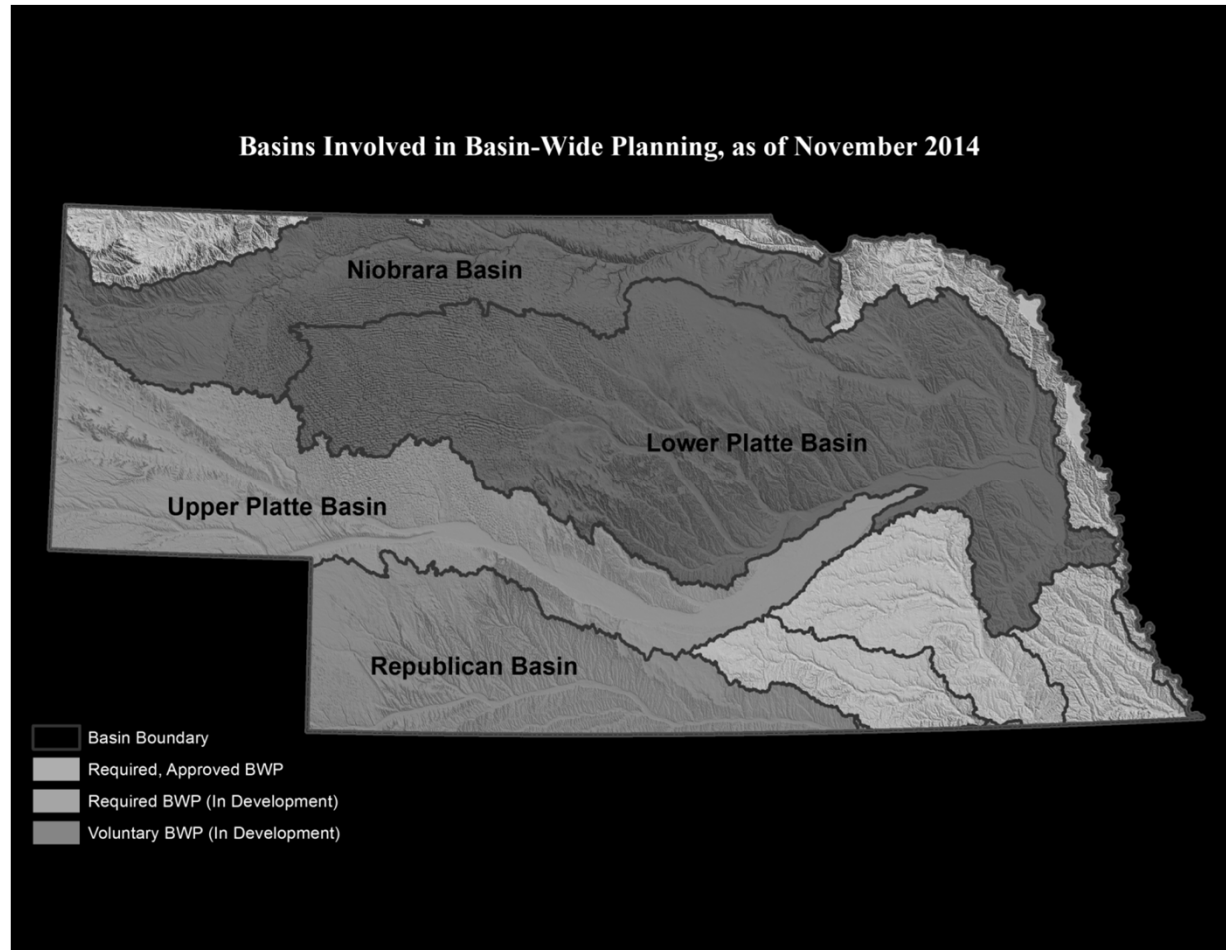 Basins Involved in Basin-Wide Planning, as of November 2014
Niobrara Basin
Lower Platte Basin
Upper Platte Basin
Republican Basin
Basin Boundary
Required, Approved BWP
Required BWP (In Development)
Voluntary BWP (In Development)